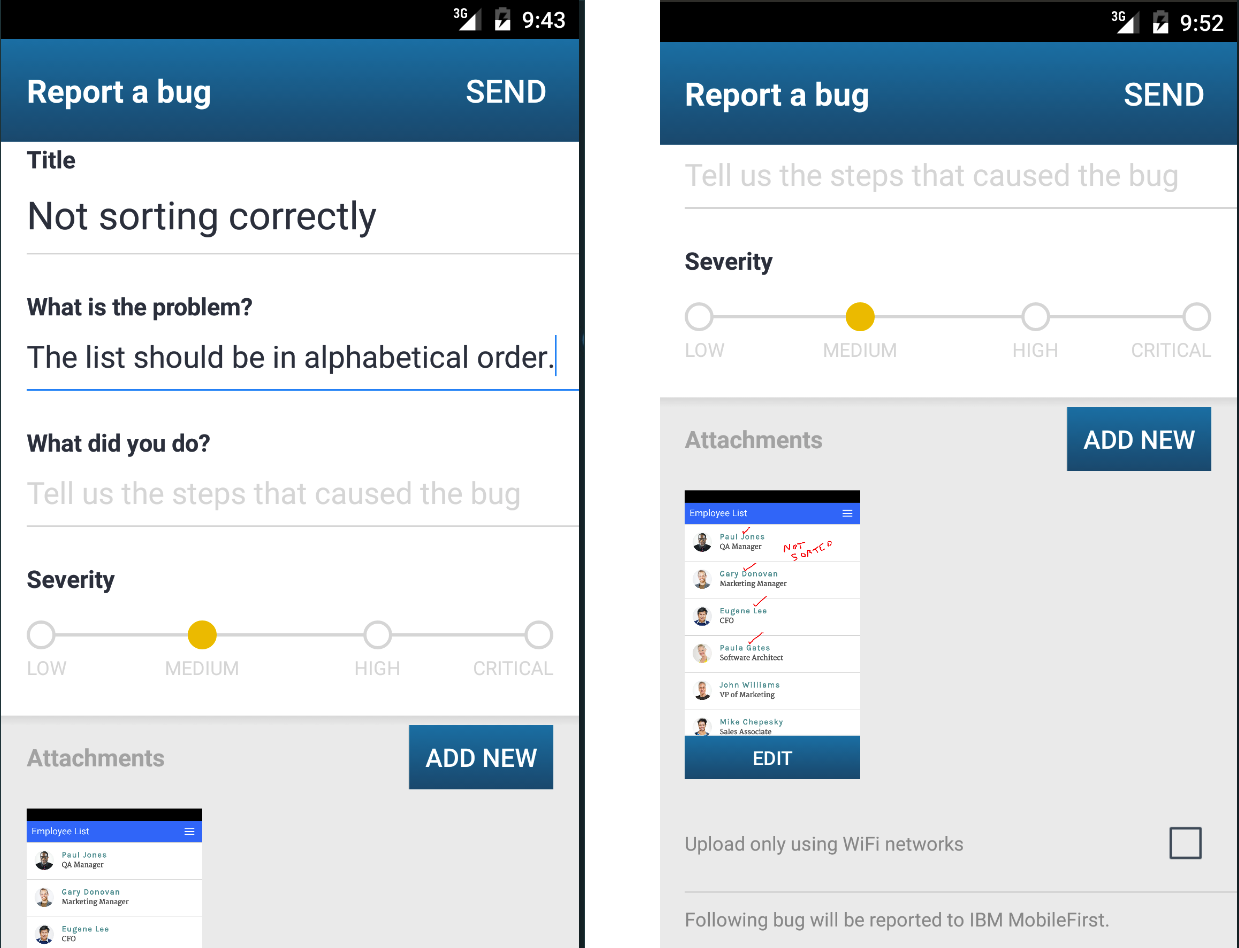 3G 9:43
Report a bug SEND
Title
Not sorting correctly
What is the problem?
The list should be in alphabetical order.
What did you do?
Tell us the steps that caused the bug
Severity
LOW MEDIUM HIGH CRITICAL
Attachments ADD NEW
Employee List
Paul Jones
QA Manager
Gary Donovan
Marketing Manager
Eugene Lee
CFO
3G 9:52
Report a bug SEND
Tell us the steps that caused the bug
Severity
LOW MEDIUM HIGH CRITICAL
Attachments ADD NEW
Employee List
Paul Jones
QA Manager
NOT
SORTED
Gary Donovan
Marketing Manager
Eugene Lee
CFO
Paula Gates
Software Architect
John Williams
VP of Marketing
Mike Chepesky
Sales Associate
EDIT
Upload only using WiFi networks
Following bug will be reported to IBM MobileFirst.